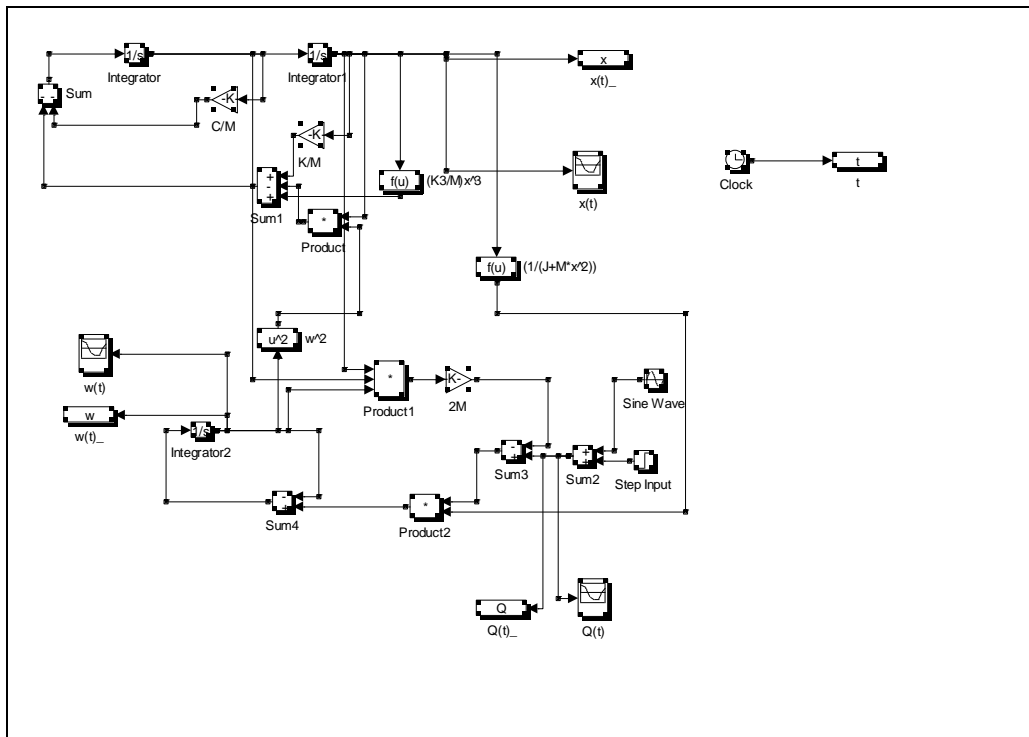 1/s
Integrator
1/s
Integrator1
x
x(t)_
- -
Sum
-K
C/M
-K
K/M
x(t)
Clock
t
t
+
-
+
Sum1
f(u)
(K3/M)x^3
*
Product
f(u)
(1/(J+M*x^2))
u^2
w^2
w(t)
w
w(t)_
1/s
Integrator2
*
Product1
K-
2M
Sine Wave
-
+
Sum3
+
+
Sum2
Step Input
-
+
Sum4
*
Product2
Q
Q(t)_
Q(t)